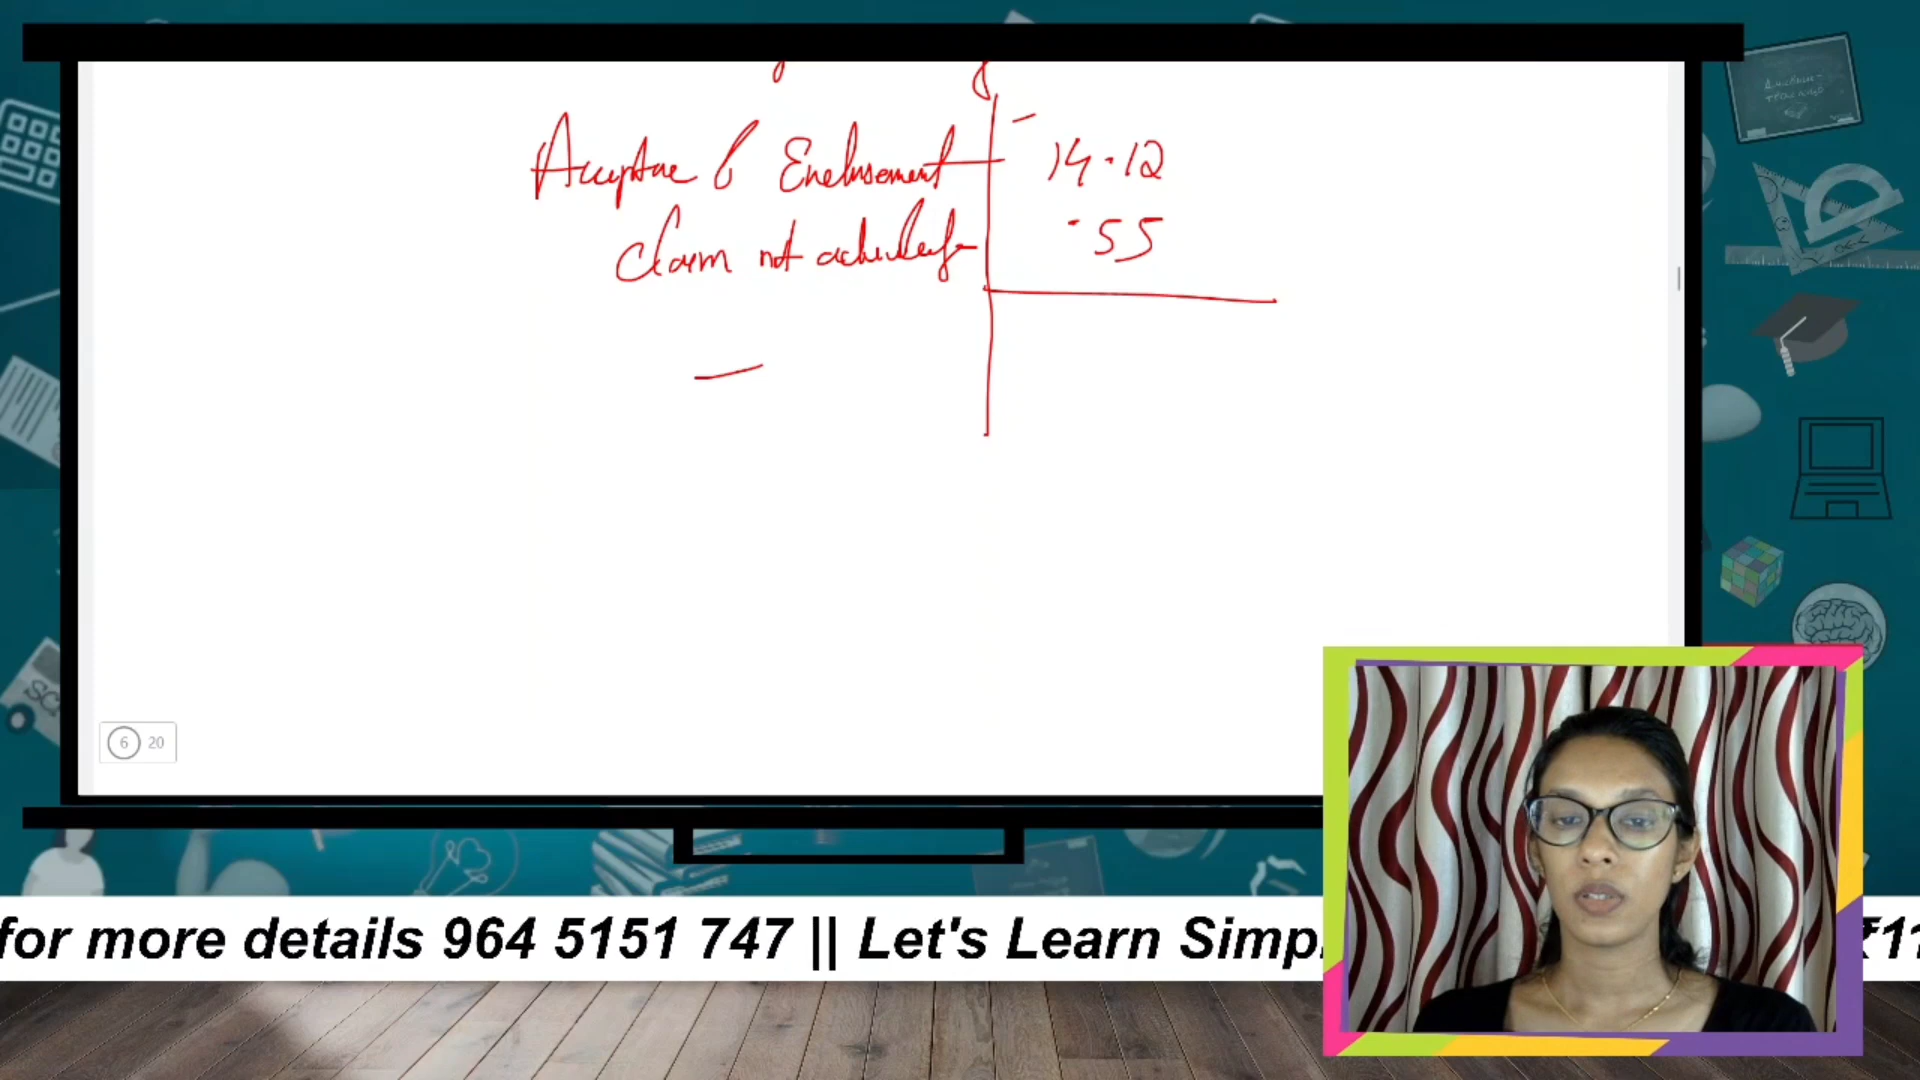 Acceptance & Endorsement 14.12
Claim not acknowledge .55
6 20
for more details 964 5151 747 || Let's Learn Simp